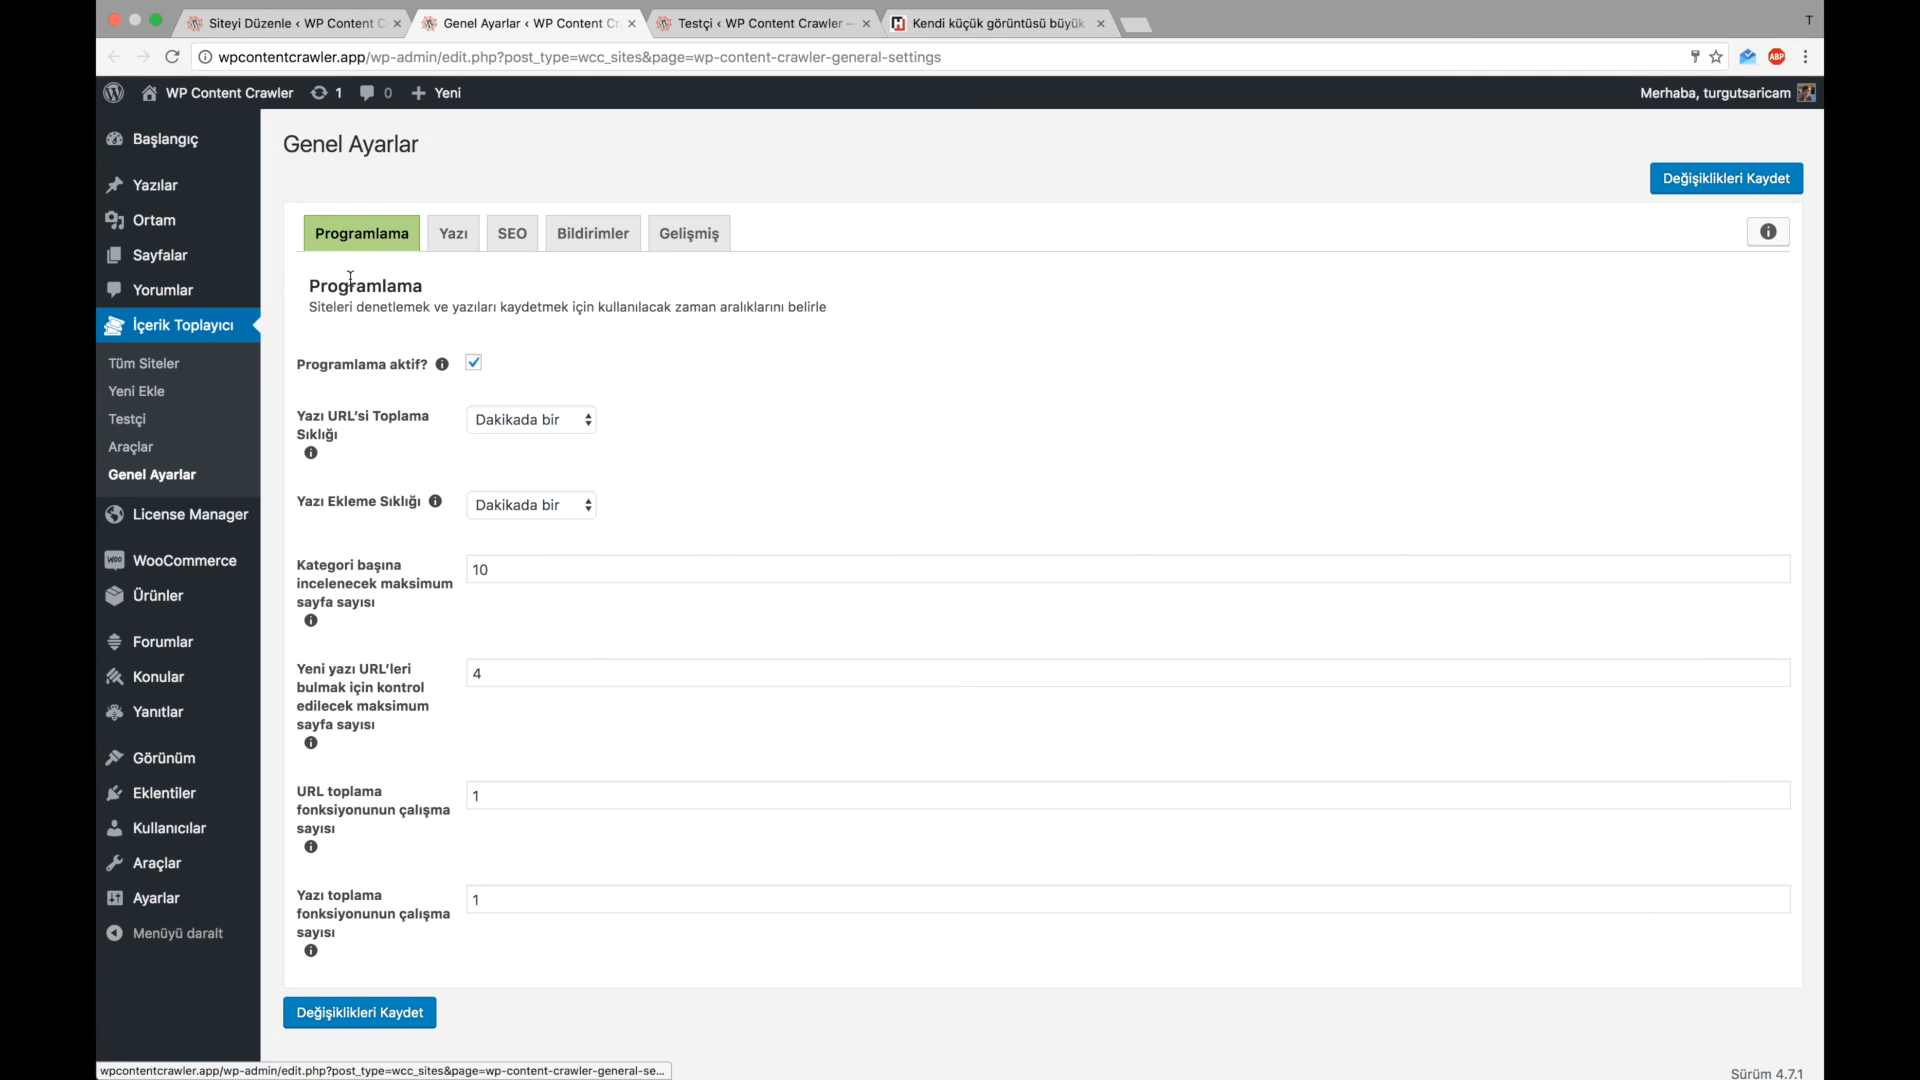 Siteyi Düzenle ‹ WP Content C
Genel Ayarlar ‹ WP Content Cr
Testçi ‹ WP Content Crawler —
Kendi küçük görüntüsü büyük
T
wpcontentcrawler.app/wp-admin/edit.php?post_type=wcc_sites&page=wp-content-crawler-general-settings
ABP
WP Content Crawler
1
0
Yeni
Merhaba, turgutsaricam
Başlangıç
Yazılar
Ortam
Sayfalar
Yorumlar
İçerik Toplayıcı
Tüm Siteler
Yeni Ekle
Testçi
Araçlar
Genel Ayarlar
License Manager
WooCommerce
Ürünler
Forumlar
Konular
Yanıtlar
Görünüm
Eklentiler
Kullanıcılar
Araçlar
Ayarlar
Menüyü daralt
Genel Ayarlar
Değişiklikleri Kaydet
Programlama
Yazı
SEO
Bildirimler
Gelişmiş
Programlama
Siteleri denetlemek ve yazıları kaydetmek için kullanılacak zaman aralıklarını belirle
Programlama aktif?
Yazı URL'si Toplama
Sıklığı
Dakikada bir
Yazı Ekleme Sıklığı
Dakikada bir
Kategori başına
incelenecek maksimum
sayfa sayısı
10
Yeni yazı URL'leri
bulmak için kontrol
edilecek maksimum
sayfa sayısı
4
URL toplama
fonksiyonunun çalışma
sayısı
1
Yazı toplama
fonksiyonunun çalışma
sayısı
1
Değişiklikleri Kaydet
wpcontentcrawler.app/wp-admin/edit.php?post_type=wcc_sites&page=wp-content-crawler-general-se...
Sürüm 4.7.1